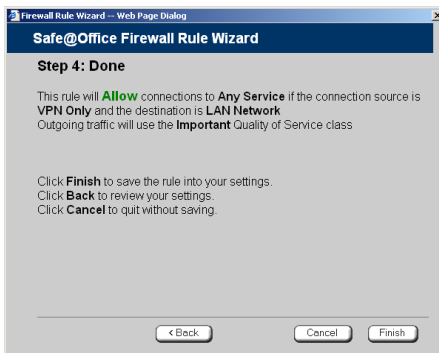 Firewall Rule Wizard -- Web Page Dialog
Safe@Office Firewall Rule Wizard
Step 4: Done
This rule will Allow connections to Any Service if the connection source is
VPN Only and the destination is LAN Network
Outgoing traffic will use the Important Quality of Service class
Click Finish to save the rule into your settings.
Click Back to review your settings.
Click Cancel to quit without saving.
< Back Cancel Finish